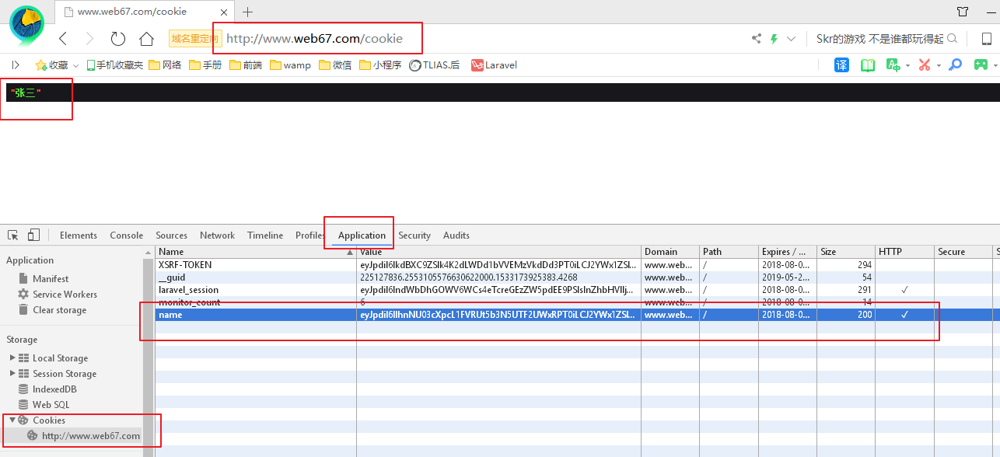 www.web67.com/cookie
域名重定向 http://www.web67.com/cookie Skr的游戏 不是谁都玩得起
收藏 手机收藏夹 网络 手册 前端 wamp 微信 小程序 TLIAS.后 Laravel 译
"张三"
Elements Console Sources Network Timeline Profiles Application Security Audits
Application
Manifest
Service Workers
Clear storage
Storage
Local Storage
Session Storage
IndexedDB
Web SQL
Cookies
http://www.web67.com
Name Value Domain Path Expires / ... Size HTTP Secure
XSRF-TOKEN www.web... / 2018-08-0... 294
__guid 225127836.2553105576630622000.1533173925383.4268 www.web... / 2019-05-2... 54
laravel_session www.web... / 2018-08-0... 291 ✓
monitor_count 6 www.web... / 2018-08-0... 14
name www.web... / 2018-08-0... 200 ✓